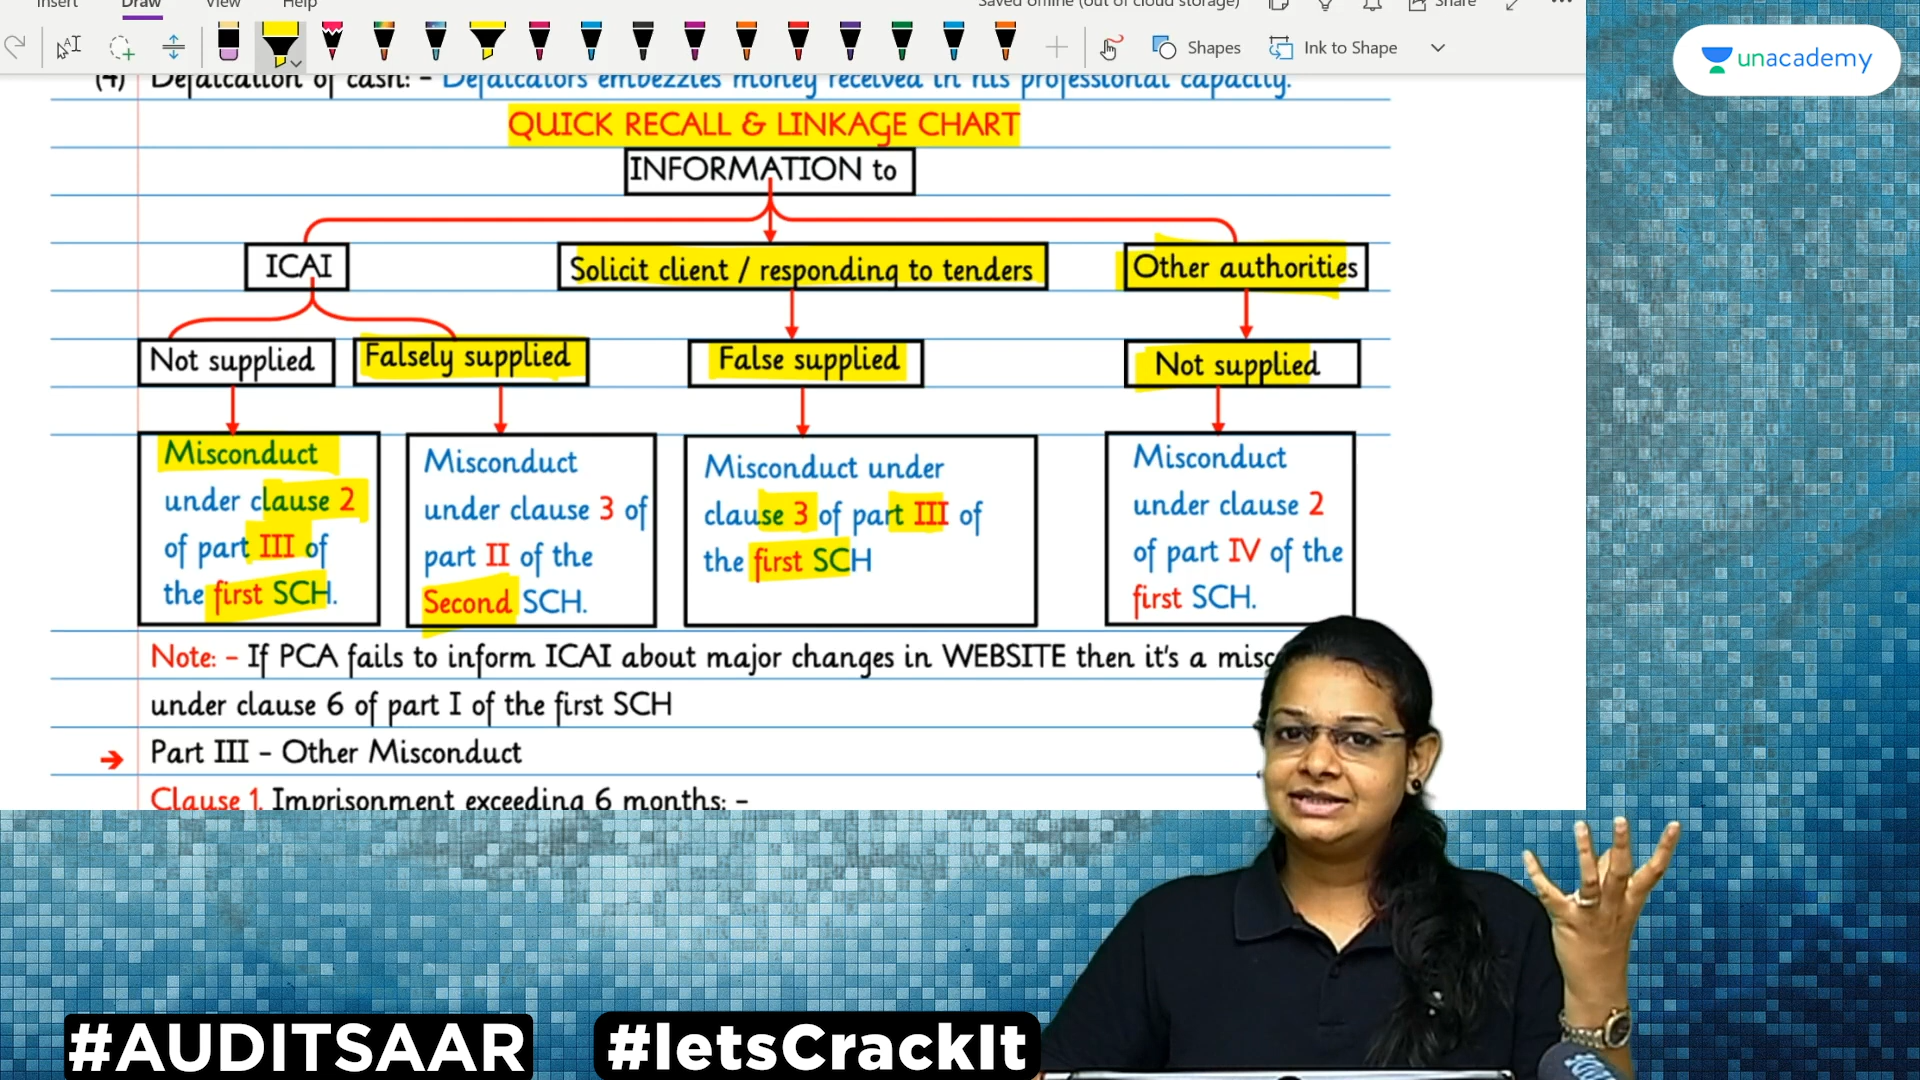 Insert Draw View Help Saved offline (out of cloud storage) Share
Shapes Ink to Shape
unacademy
(4) Defalcation of cash: - Defalcators embezzles money received in his professional capacity.
QUICK RECALL & LINKAGE CHART
INFORMATION to
ICAI
Solicit client / responding to tenders
Other authorities
Not supplied
Falsely supplied
False supplied
Not supplied
Misconduct
under clause 2
of part III of
the first SCH.
Misconduct
under clause 3 of
part II of the
Second SCH.
Misconduct under
clause 3 of part III of
the first SCH
Misconduct
under clause 2
of part IV of the
first SCH.
Note: - If PCA fails to inform ICAI about major changes in WEBSITE then it's a misc
under clause 6 of part I of the first SCH
➔ Part III - Other Misconduct
Clause 1. Imprisonment exceeding 6 months: -
#AUDITSAAR
#letsCrackIt